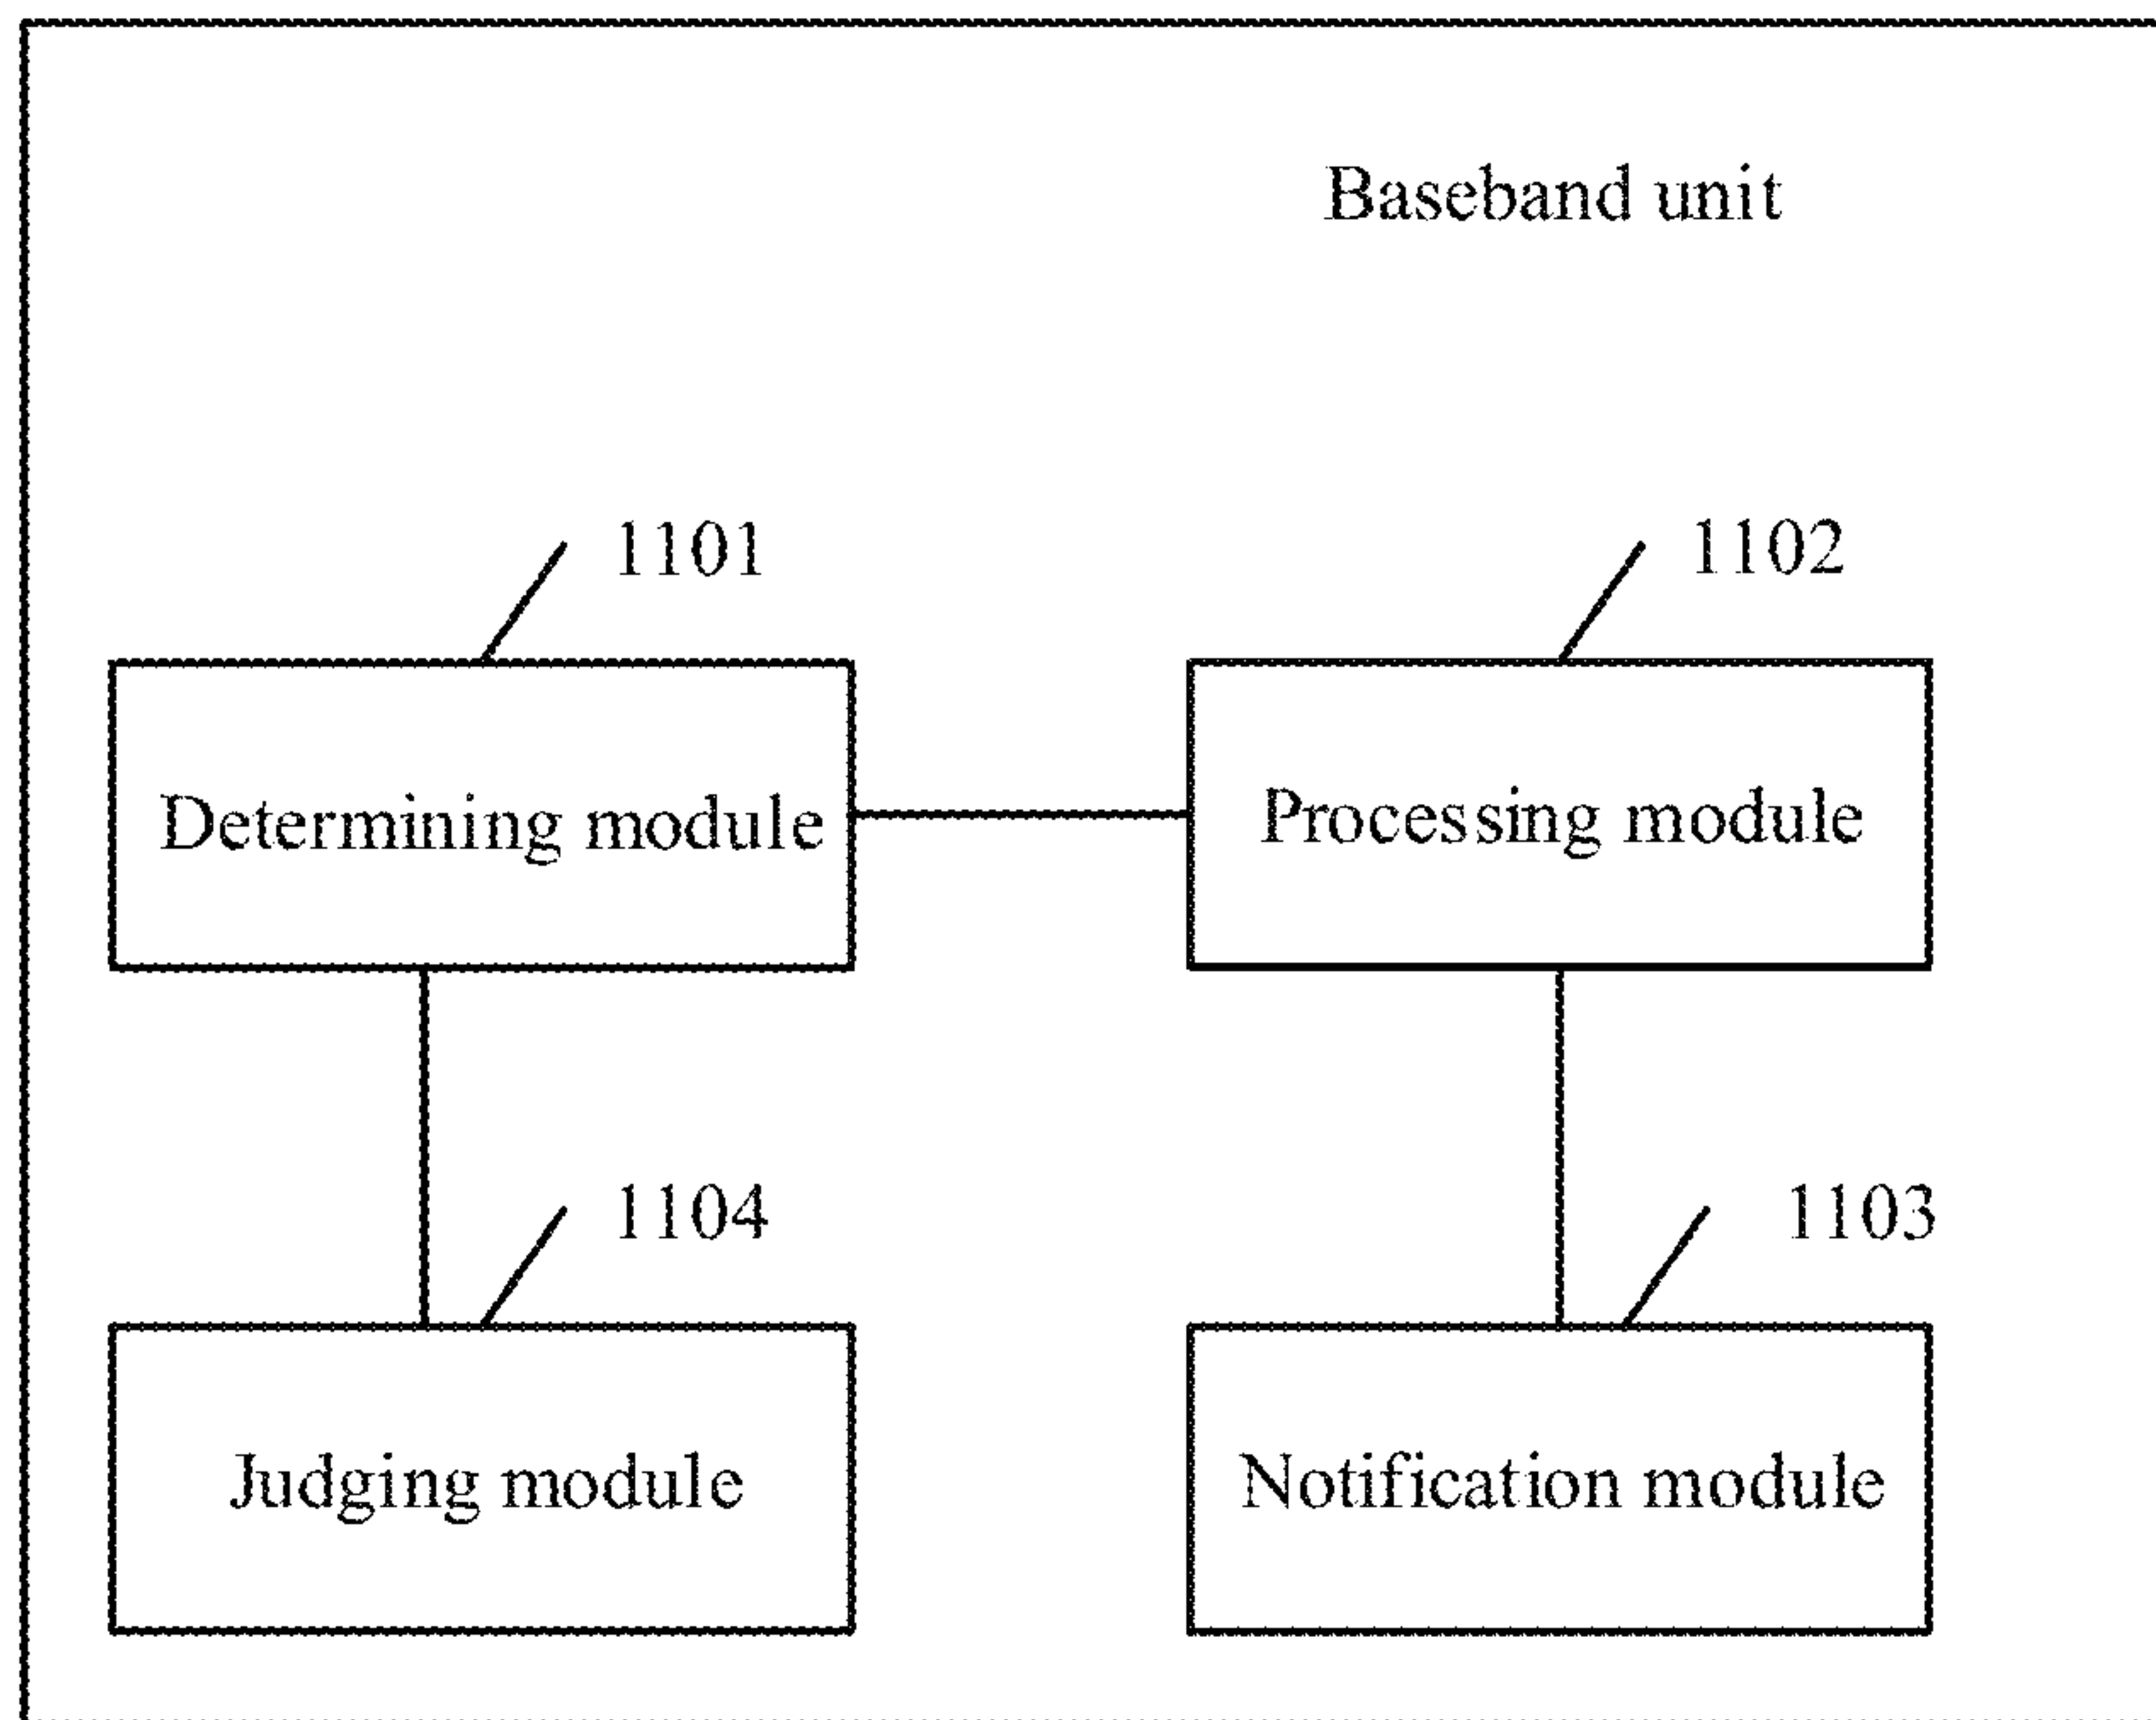 Baseband unit
1101
1102
Determining module
Processing module
1104
1103
Judging module
Notification module